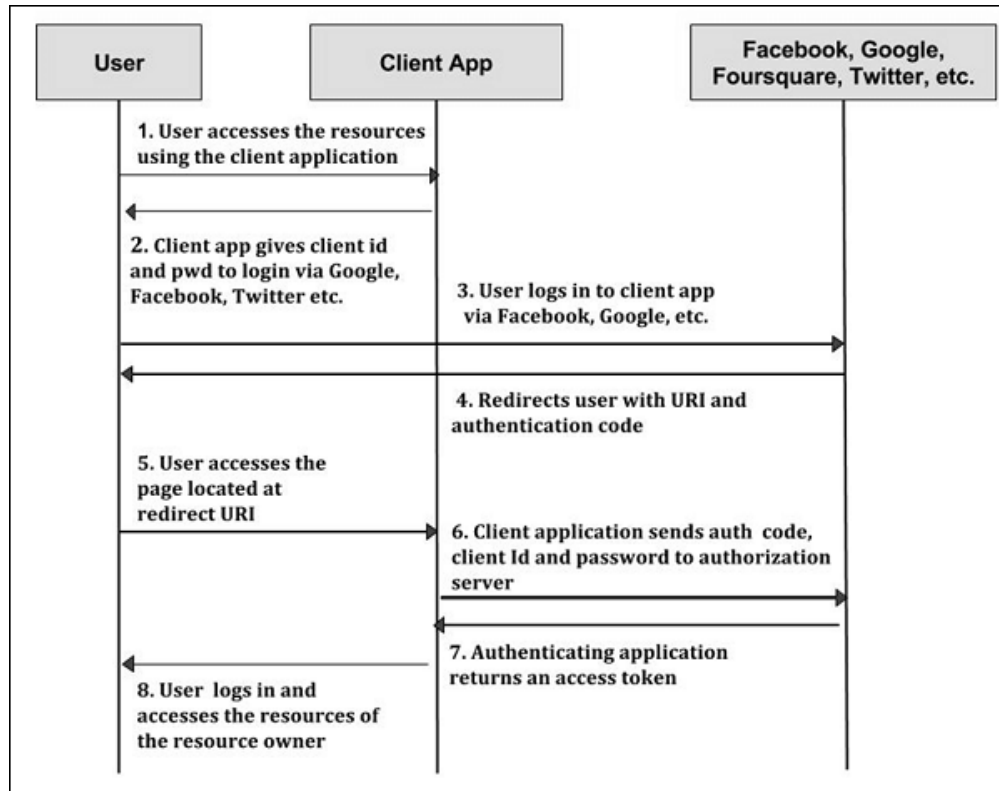 User
Client App
Facebook, Google,
Foursquare, Twitter, etc.
1. User accesses the resources
using the client application
2. Client app gives client id
and pwd to login via Google,
Facebook, Twitter etc.
3. User logs in to client app
via Facebook, Google, etc.
4. Redirects user with URI and
authentication code
5. User accesses the
page located at
redirect URI
6. Client application sends auth code,
client Id and password to authorization
server
7. Authenticating application
returns an access token
8. User logs in and
accesses the resources of
the resource owner